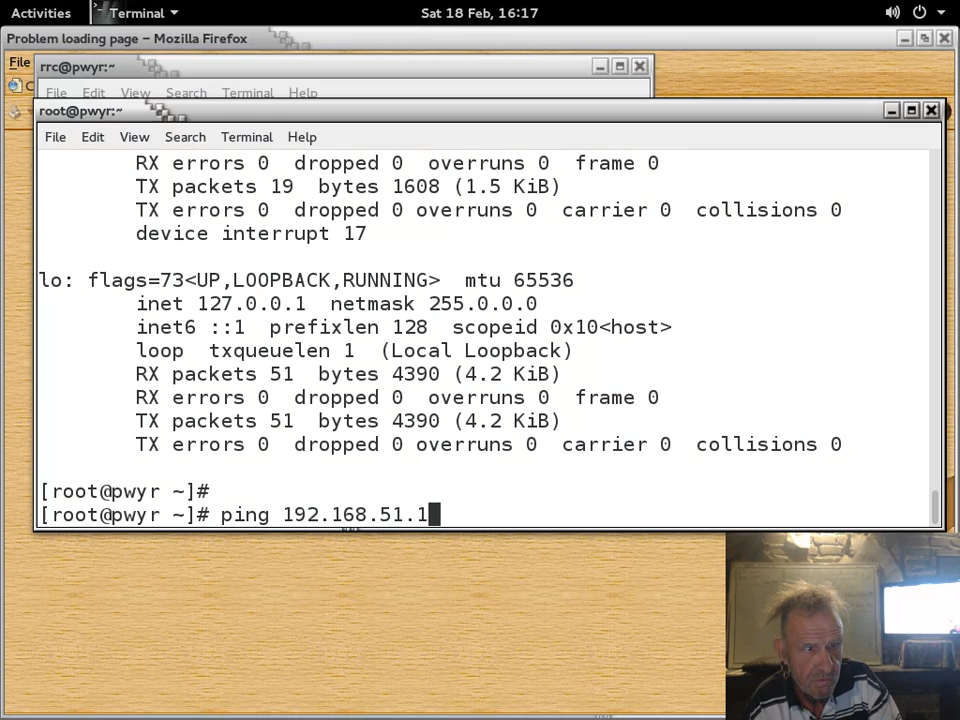 Activities Terminal Sat 18 Feb, 16:17
Problem loading page - Mozilla Firefox
File
rrc@pwyr:~
File Edit View Search Terminal Help
root@pwyr:~
File Edit View Search Terminal Help
RX errors 0 dropped 0 overruns 0 frame 0
TX packets 19 bytes 1608 (1.5 KiB)
TX errors 0 dropped 0 overruns 0 carrier 0 collisions 0
device interrupt 17
lo: flags=73<UP,LOOPBACK,RUNNING> mtu 65536
inet 127.0.0.1 netmask 255.0.0.0
inet6 ::1 prefixlen 128 scopeid 0x10<host>
loop txqueuelen 1 (Local Loopback)
RX packets 51 bytes 4390 (4.2 KiB)
RX errors 0 dropped 0 overruns 0 frame 0
TX packets 51 bytes 4390 (4.2 KiB)
TX errors 0 dropped 0 overruns 0 carrier 0 collisions 0
[root@pwyr ~]#
[root@pwyr ~]# ping 192.168.51.1